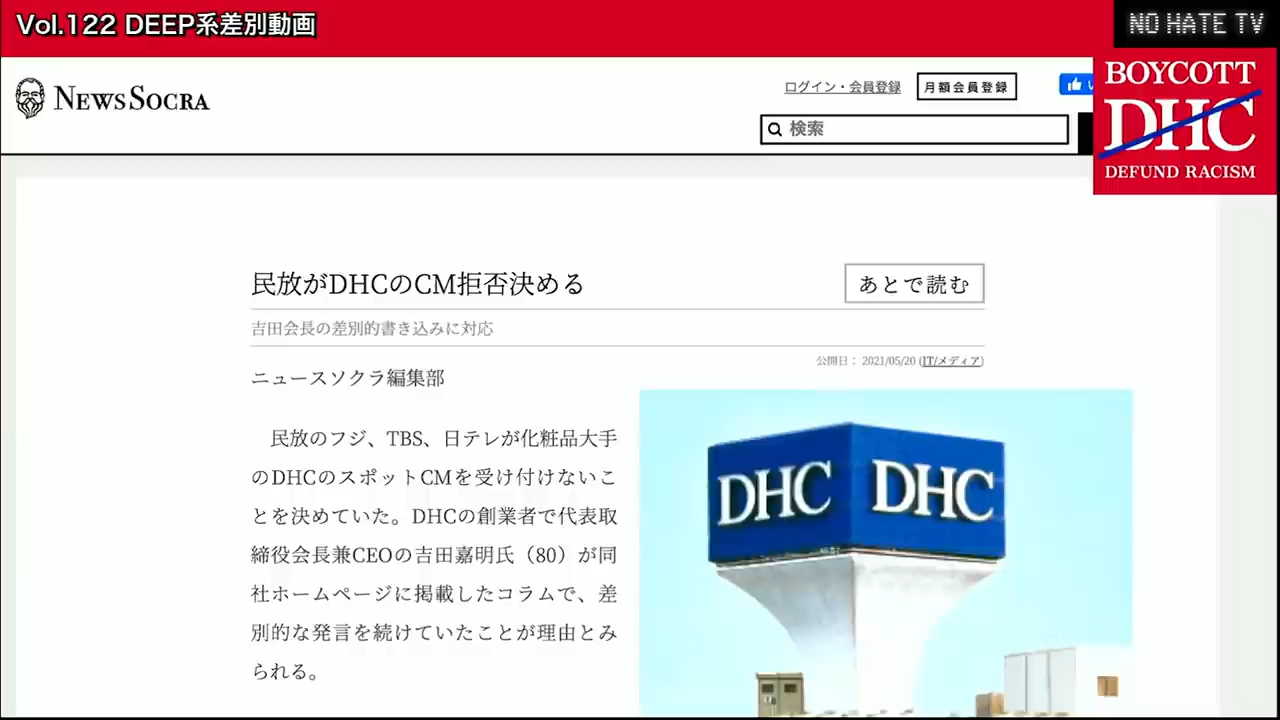 Vol.122 DEEP系差別動画
NO HATE TV
NEWSSOCRA
ログイン・会員登録
月額会員登録
い
検索
BOYCOTT
DHC
DEFUND RACISM
民放がDHCのCM拒否決める
あとで読む
吉田会長の差別的書き込みに対応
公開日： 2021/05/20 (IT/メディア)
ニュースソクラ編集部
民放のフジ、TBS、日テレが化粧品大手
のDHCのスポットCMを受け付けないこ
とを決めていた。DHCの創業者で代表取
締役会長兼CEOの吉田嘉明氏（80）が同
社ホームページに掲載したコラムで、差
別的な発言を続けていたことが理由とみ
られる。
DHC DHC